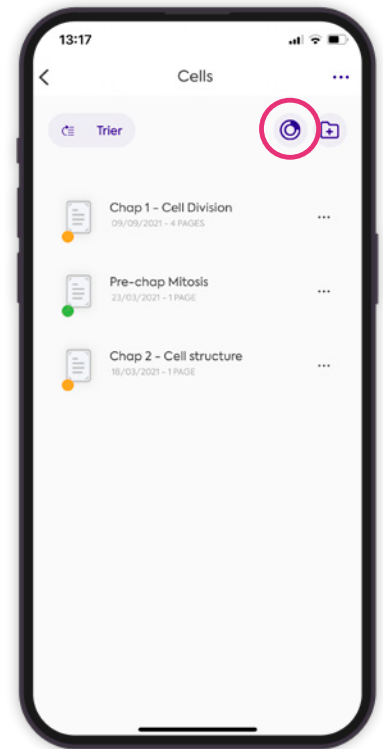 13:17
Cells
Trier
Chap 1 - Cell Division
09/09/2021 - 4 PAGES
Pre-chap Mitosis
23/03/2021 - 1 PAGE
Chap 2 - Cell structure
18/03/2021 - 1 PAGE